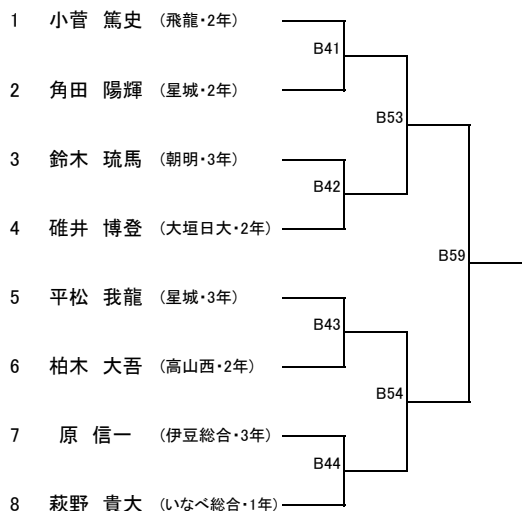 1 小菅 篤史 (飛龍・2年)
B41
2 角田 陽輝 (星城・2年)
B53
3 鈴木 琉馬 (朝明・3年)
B42
4 碓井 博登 (大垣日大・2年)
B59
5 平松 我龍 (星城・3年)
B43
6 柏木 大吾 (高山西・2年)
B54
7 原 信一 (伊豆総合・3年)
B44
8 萩野 貴大 (いなべ総合・1年)